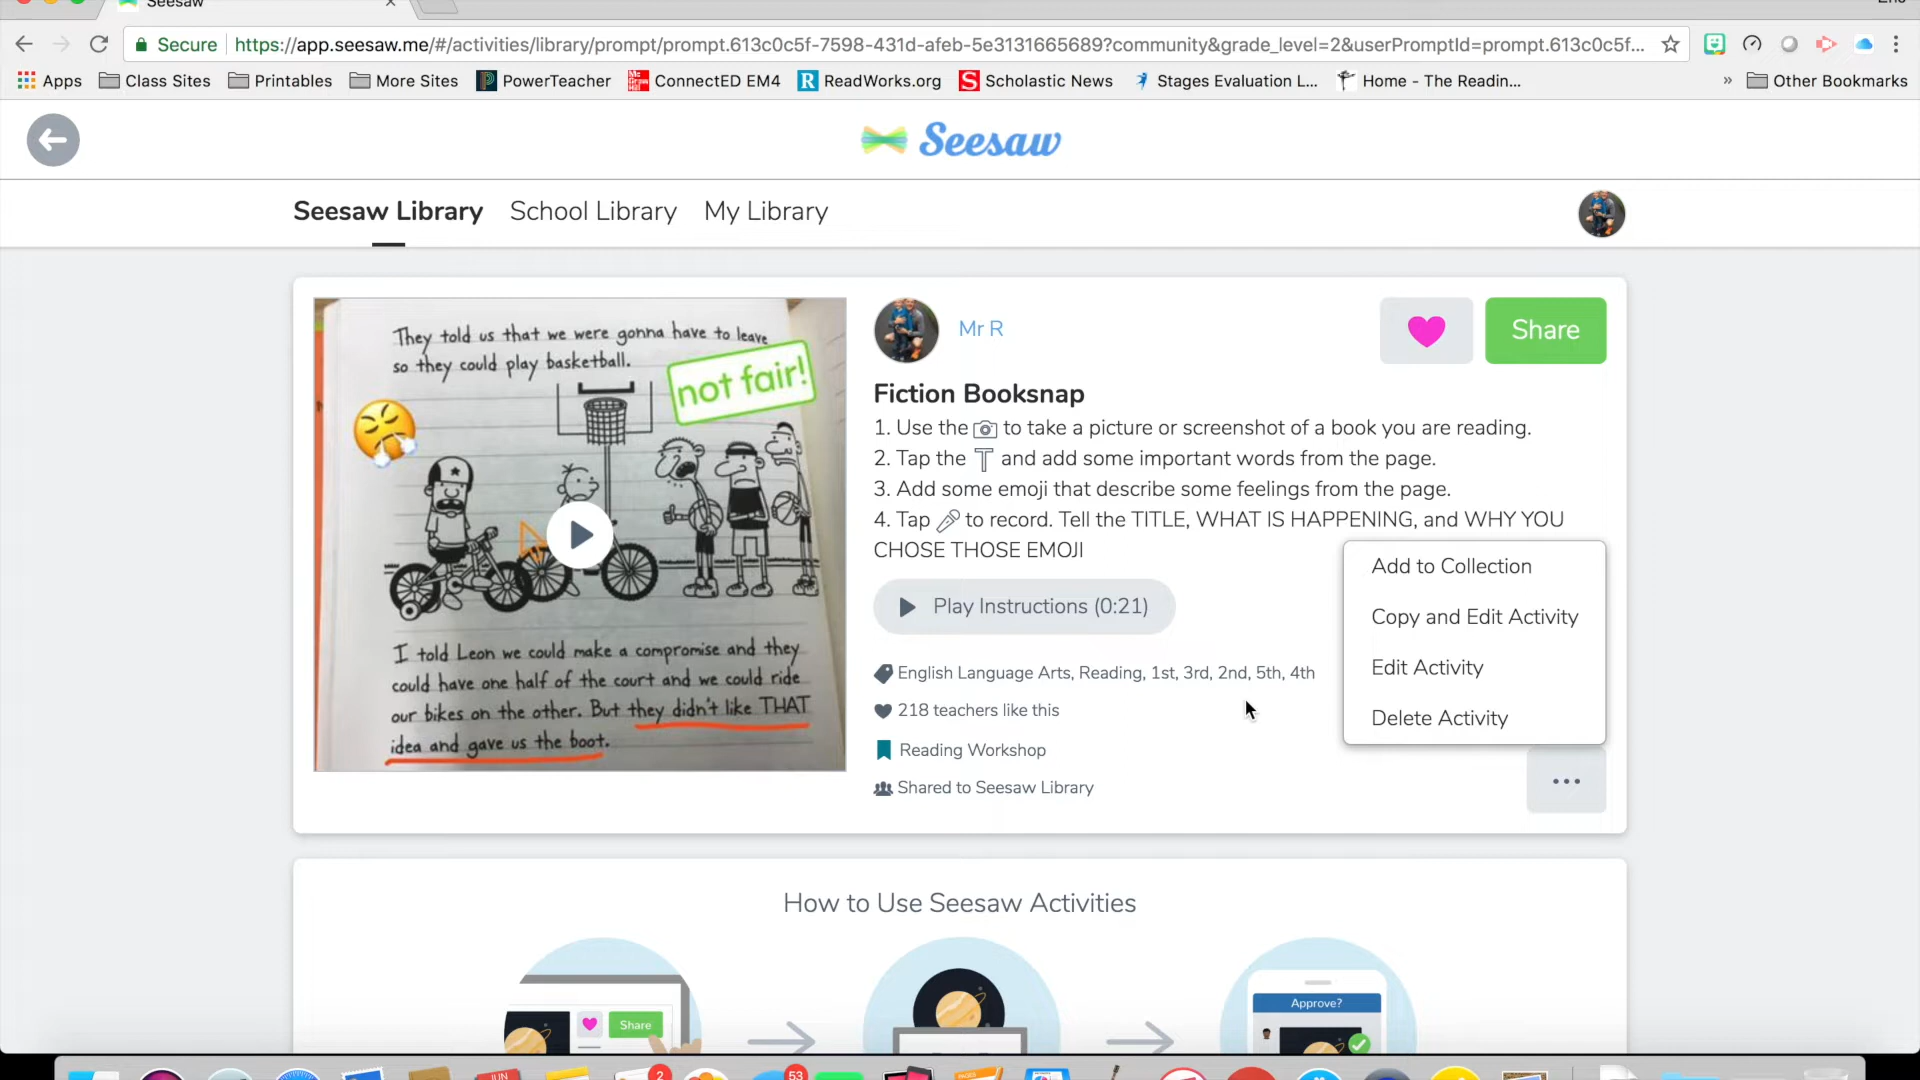 Seesaw
Secure https://app.seesaw.me/#/activities/library/prompt/prompt.613c0c5f-7598-431d-afeb-5e3131665689?community&grade_level=2&userPromptId=prompt.613c0c5f...
Apps Class Sites Printables More Sites PowerTeacher ConnectED EM4 ReadWorks.org Scholastic News Stages Evaluation L... Home - The Readin... » Other Bookmarks
Seesaw
Seesaw Library School Library My Library
They told us that we were gonna have to leave
so they could play basketball.
not fair!
I told Leon we could make a compromise and they
could have one half of the court and we could ride
our bikes on the other. But they didn't like THAT
idea and gave us the boot.
Mr R
Share
Fiction Booksnap
1. Use the to take a picture or screenshot of a book you are reading.
2. Tap the T and add some important words from the page.
3. Add some emoji that describe some feelings from the page.
4. Tap to record. Tell the TITLE, WHAT IS HAPPENING, and WHY YOU
CHOSE THOSE EMOJI
Play Instructions (0:21)
English Language Arts, Reading, 1st, 3rd, 2nd, 5th, 4th
218 teachers like this
Reading Workshop
Shared to Seesaw Library
Add to Collection
Copy and Edit Activity
Edit Activity
Delete Activity
...
How to Use Seesaw Activities
Share
Approve?
JUN
2
53
PAGES